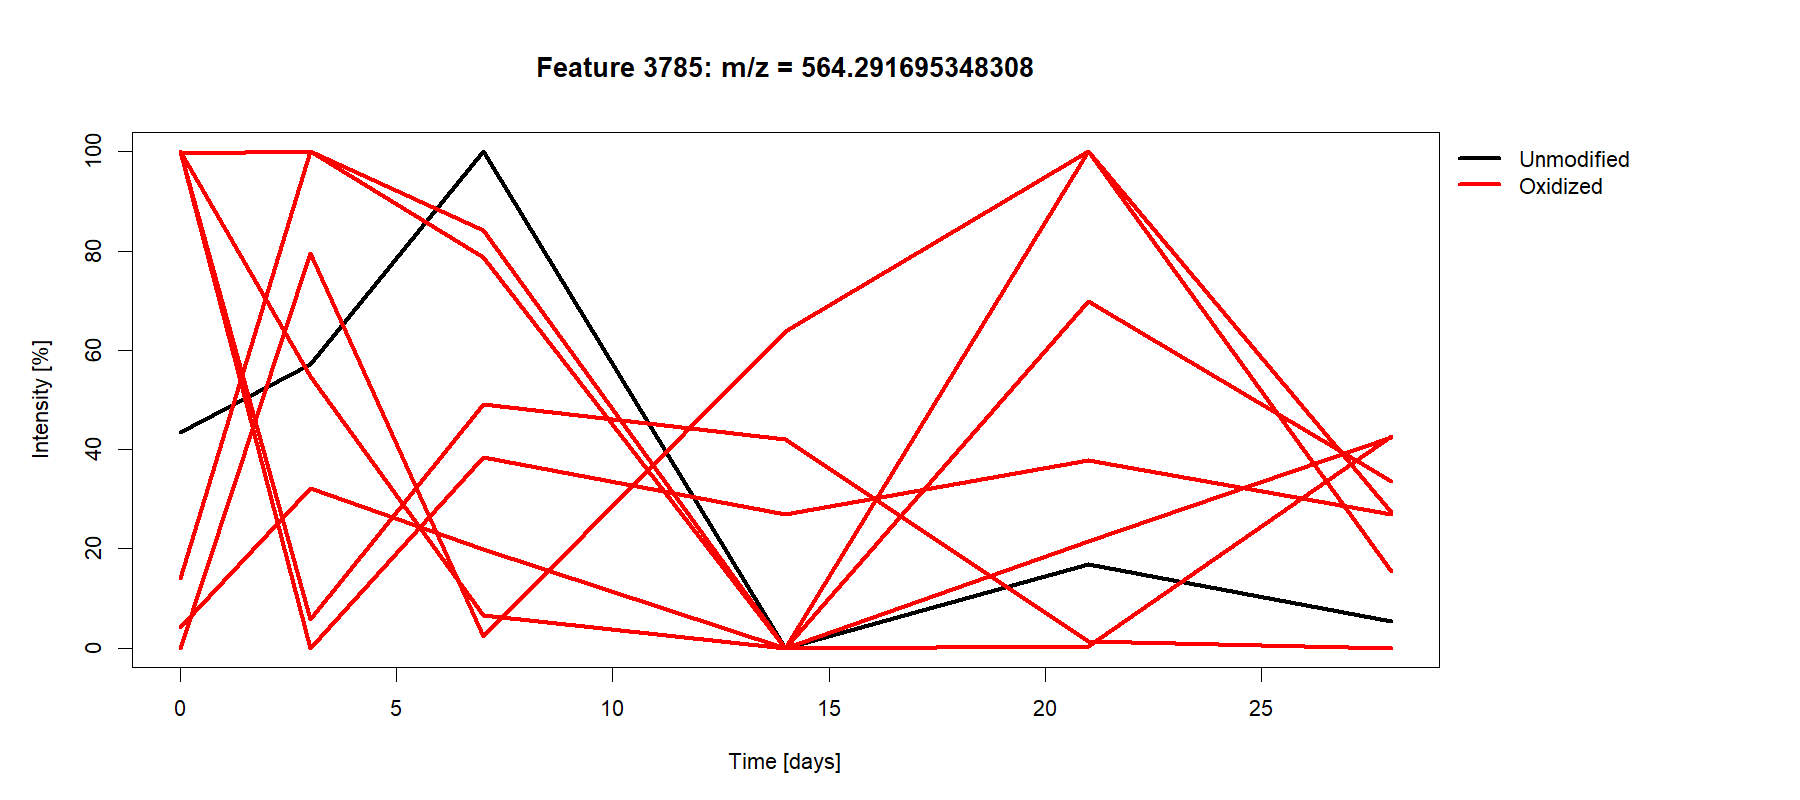 Feature 3785: m/z = 564.291695348308
Unmodified
Oxidized
Intensity [%]
100
80
60
40
20
0
0 5 10 15 20 25
Time [days]